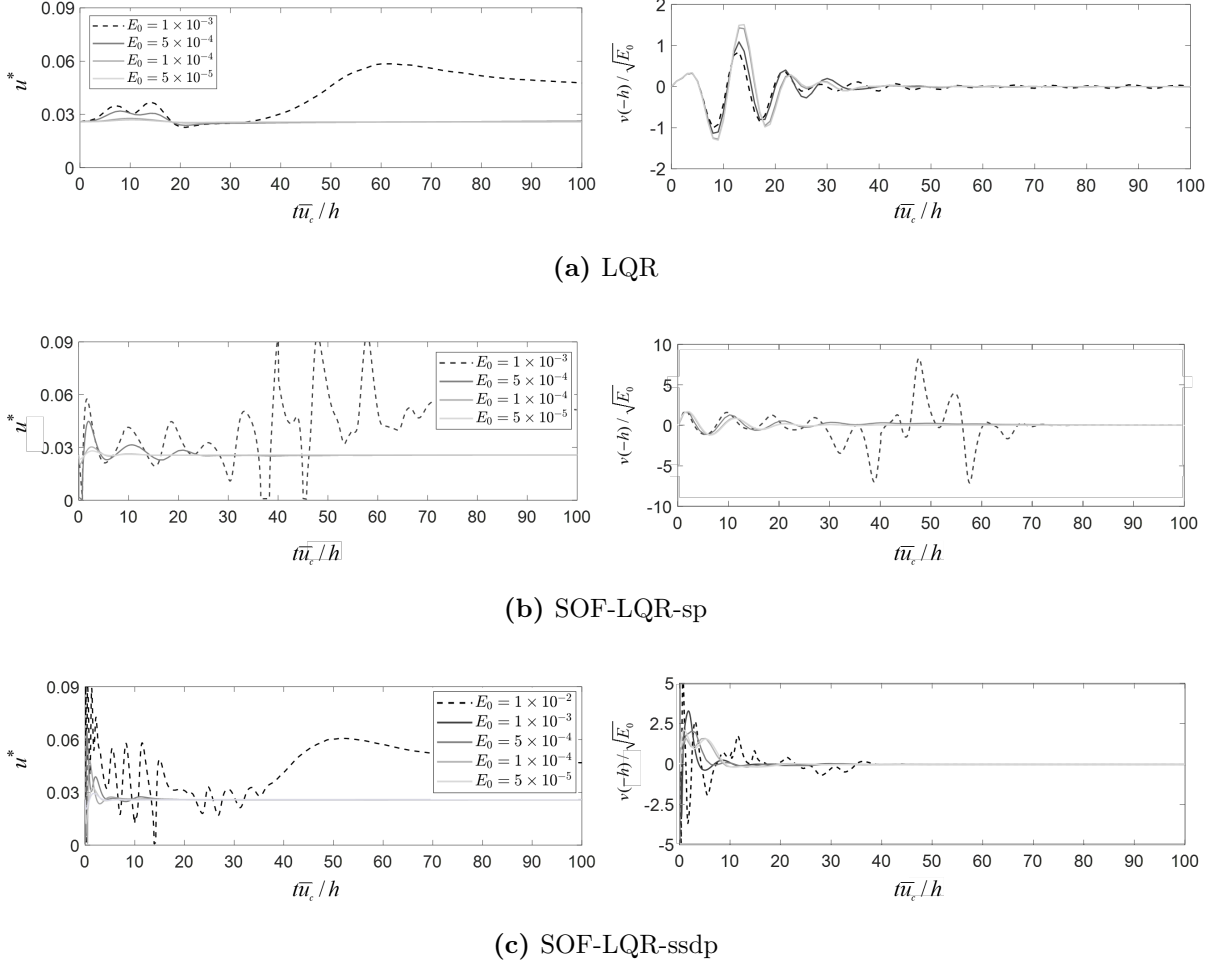 0.09
0.06
0.03
0
u*
E₀ = 1 × 10⁻³
E₀ = 5 × 10⁻⁴
E₀ = 1 × 10⁻⁴
E₀ = 5 × 10⁻⁵
0 10 20 30 40 50 60 70 80 90 100
tū_c / h
2
1
0
-1
-2
v(−h) / √E₀
0 10 20 30 40 50 60 70 80 90 100
tū_c / h
(a) LQR
0.09
0.06
0.03
0
u*
E₀ = 1 × 10⁻³
E₀ = 5 × 10⁻⁴
E₀ = 1 × 10⁻⁴
E₀ = 5 × 10⁻⁵
0 10 20 30 40 50 60 70 80 90 100
tū_c / h
10
5
0
-5
-10
v(−h) / √E₀
0 10 20 30 40 50 60 70 80 90 100
tū_c / h
(b) SOF-LQR-sp
0.09
0.06
0.03
0
u*
E₀ = 1 × 10⁻²
E₀ = 1 × 10⁻³
E₀ = 5 × 10⁻⁴
E₀ = 1 × 10⁻⁴
E₀ = 5 × 10⁻⁵
0 10 20 30 40 50 60 70 80 90 100
tū_c / h
5
2.5
0
-2.5
-5
v(−h) / √E₀
0 10 20 30 40 50 60 70 80 90 100
tū_c / h
(c) SOF-LQR-ssdp